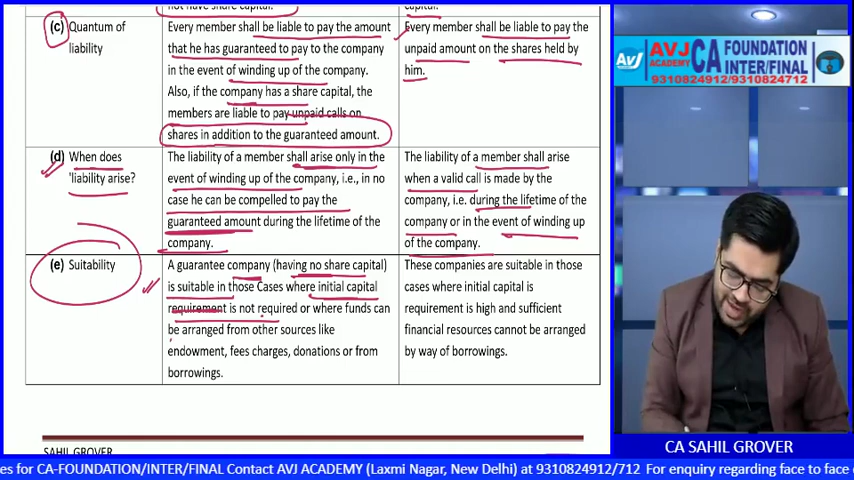 not have share capital.
capital.
(c) Quantum of
liability
Every member shall be liable to pay the amount
that he has guaranteed to pay to the company
in the event of winding up of the company.
Also, if the company has a share capital, the
members are liable to pay unpaid calls on
shares in addition to the guaranteed amount.
Every member shall be liable to pay the
unpaid amount on the shares held by
him.
(d) When does
'liability arise?
The liability of a member shall arise only in the
event of winding up of the company, i.e., in no
case he can be compelled to pay the
guaranteed amount during the lifetime of the
company.
The liability of a member shall arise
when a valid call is made by the
company, i.e. during the lifetime of the
company or in the event of winding up
of the company.
(e) Suitability
A guarantee company (having no share capital)
is suitable in those Cases where initial capital
requirement is not required or where funds can
be arranged from other sources like
endowment, fees charges, donations or from
borrowings.
These companies are suitable in those
cases where initial capital is
requirement is high and sufficient
financial resources cannot be arranged
by way of borrowings.
SAHIL GROVER
AVJ
AVJ
ACADEMY
CA FOUNDATION
INTER/FINAL
9310824912/9310824712
AVJ
CA SAHIL GROVER
es for CA-FOUNDATION/INTER/FINAL Contact AVJ ACADEMY (Laxmi Nagar, New Delhi) at 9310824912/712 For enquiry regarding face to face